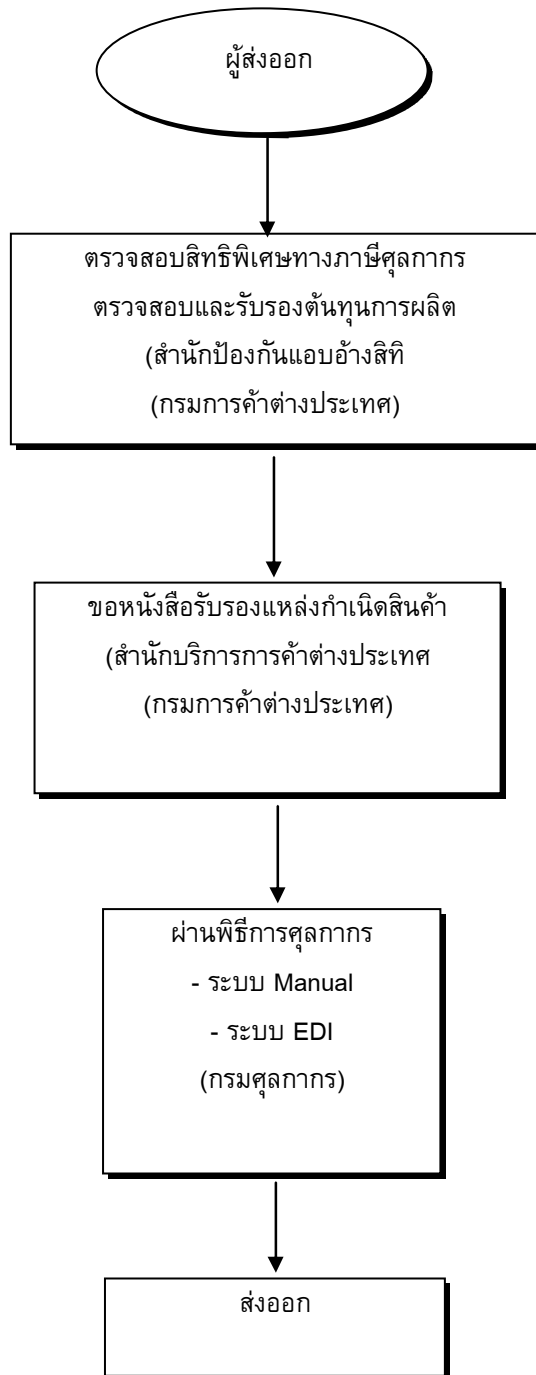 ผู้ส่งออก
ตรวจสอบสิทธิพิเศษทางภาษีศุลกากร
ตรวจสอบและรับรองต้นทุนการผลิต
(สำนักป้องกันแอบอ้างสิทิ
(กรมการค้าต่างประเทศ)
ขอหนังสือรับรองแหล่งกำเนิดสินค้า
(สำนักบริการการค้าต่างประเทศ
(กรมการค้าต่างประเทศ)
ผ่านพิธีการศุลกากร
- ระบบ Manual
- ระบบ EDI
(กรมศุลกากร)
ส่งออก